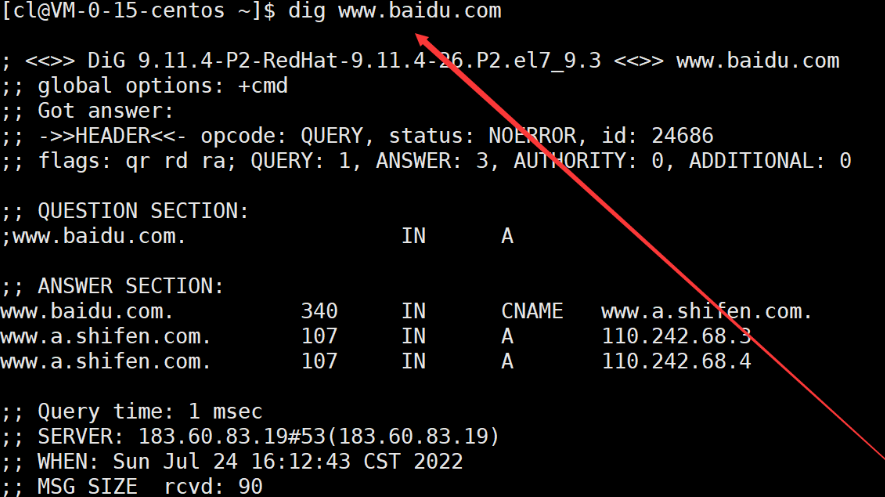 [cl@VM-0-15-centos ~]$ dig www.baidu.com
; <<>> DiG 9.11.4-P2-RedHat-9.11.4-26.P2.el7_9.3 <<>> www.baidu.com
;; global options: +cmd
;; Got answer:
;; ->>HEADER<<- opcode: QUERY, status: NOERROR, id: 24686
;; flags: qr rd ra; QUERY: 1, ANSWER: 3, AUTHORITY: 0, ADDITIONAL: 0
;; QUESTION SECTION:
;www.baidu.com. IN A
;; ANSWER SECTION:
www.baidu.com. 340 IN CNAME www.a.shifen.com.
www.a.shifen.com. 107 IN A 110.242.68.3
www.a.shifen.com. 107 IN A 110.242.68.4
;; Query time: 1 msec
;; SERVER: 183.60.83.19#53(183.60.83.19)
;; WHEN: Sun Jul 24 16:12:43 CST 2022
;; MSG SIZE rcvd: 90